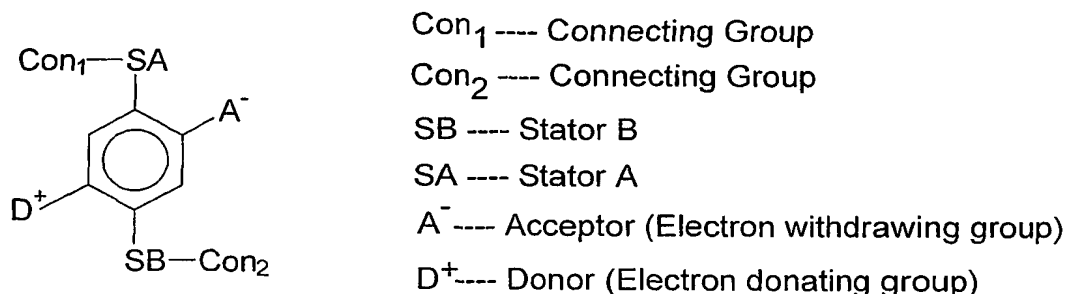 Con₁—SA
A⁻
D⁺
SB—Con₂
Con₁ ---- Connecting Group
Con₂ ---- Connecting Group
SB ---- Stator B
SA ---- Stator A
A⁻---- Acceptor (Electron withdrawing group)
D⁺---- Donor (Electron donating group)